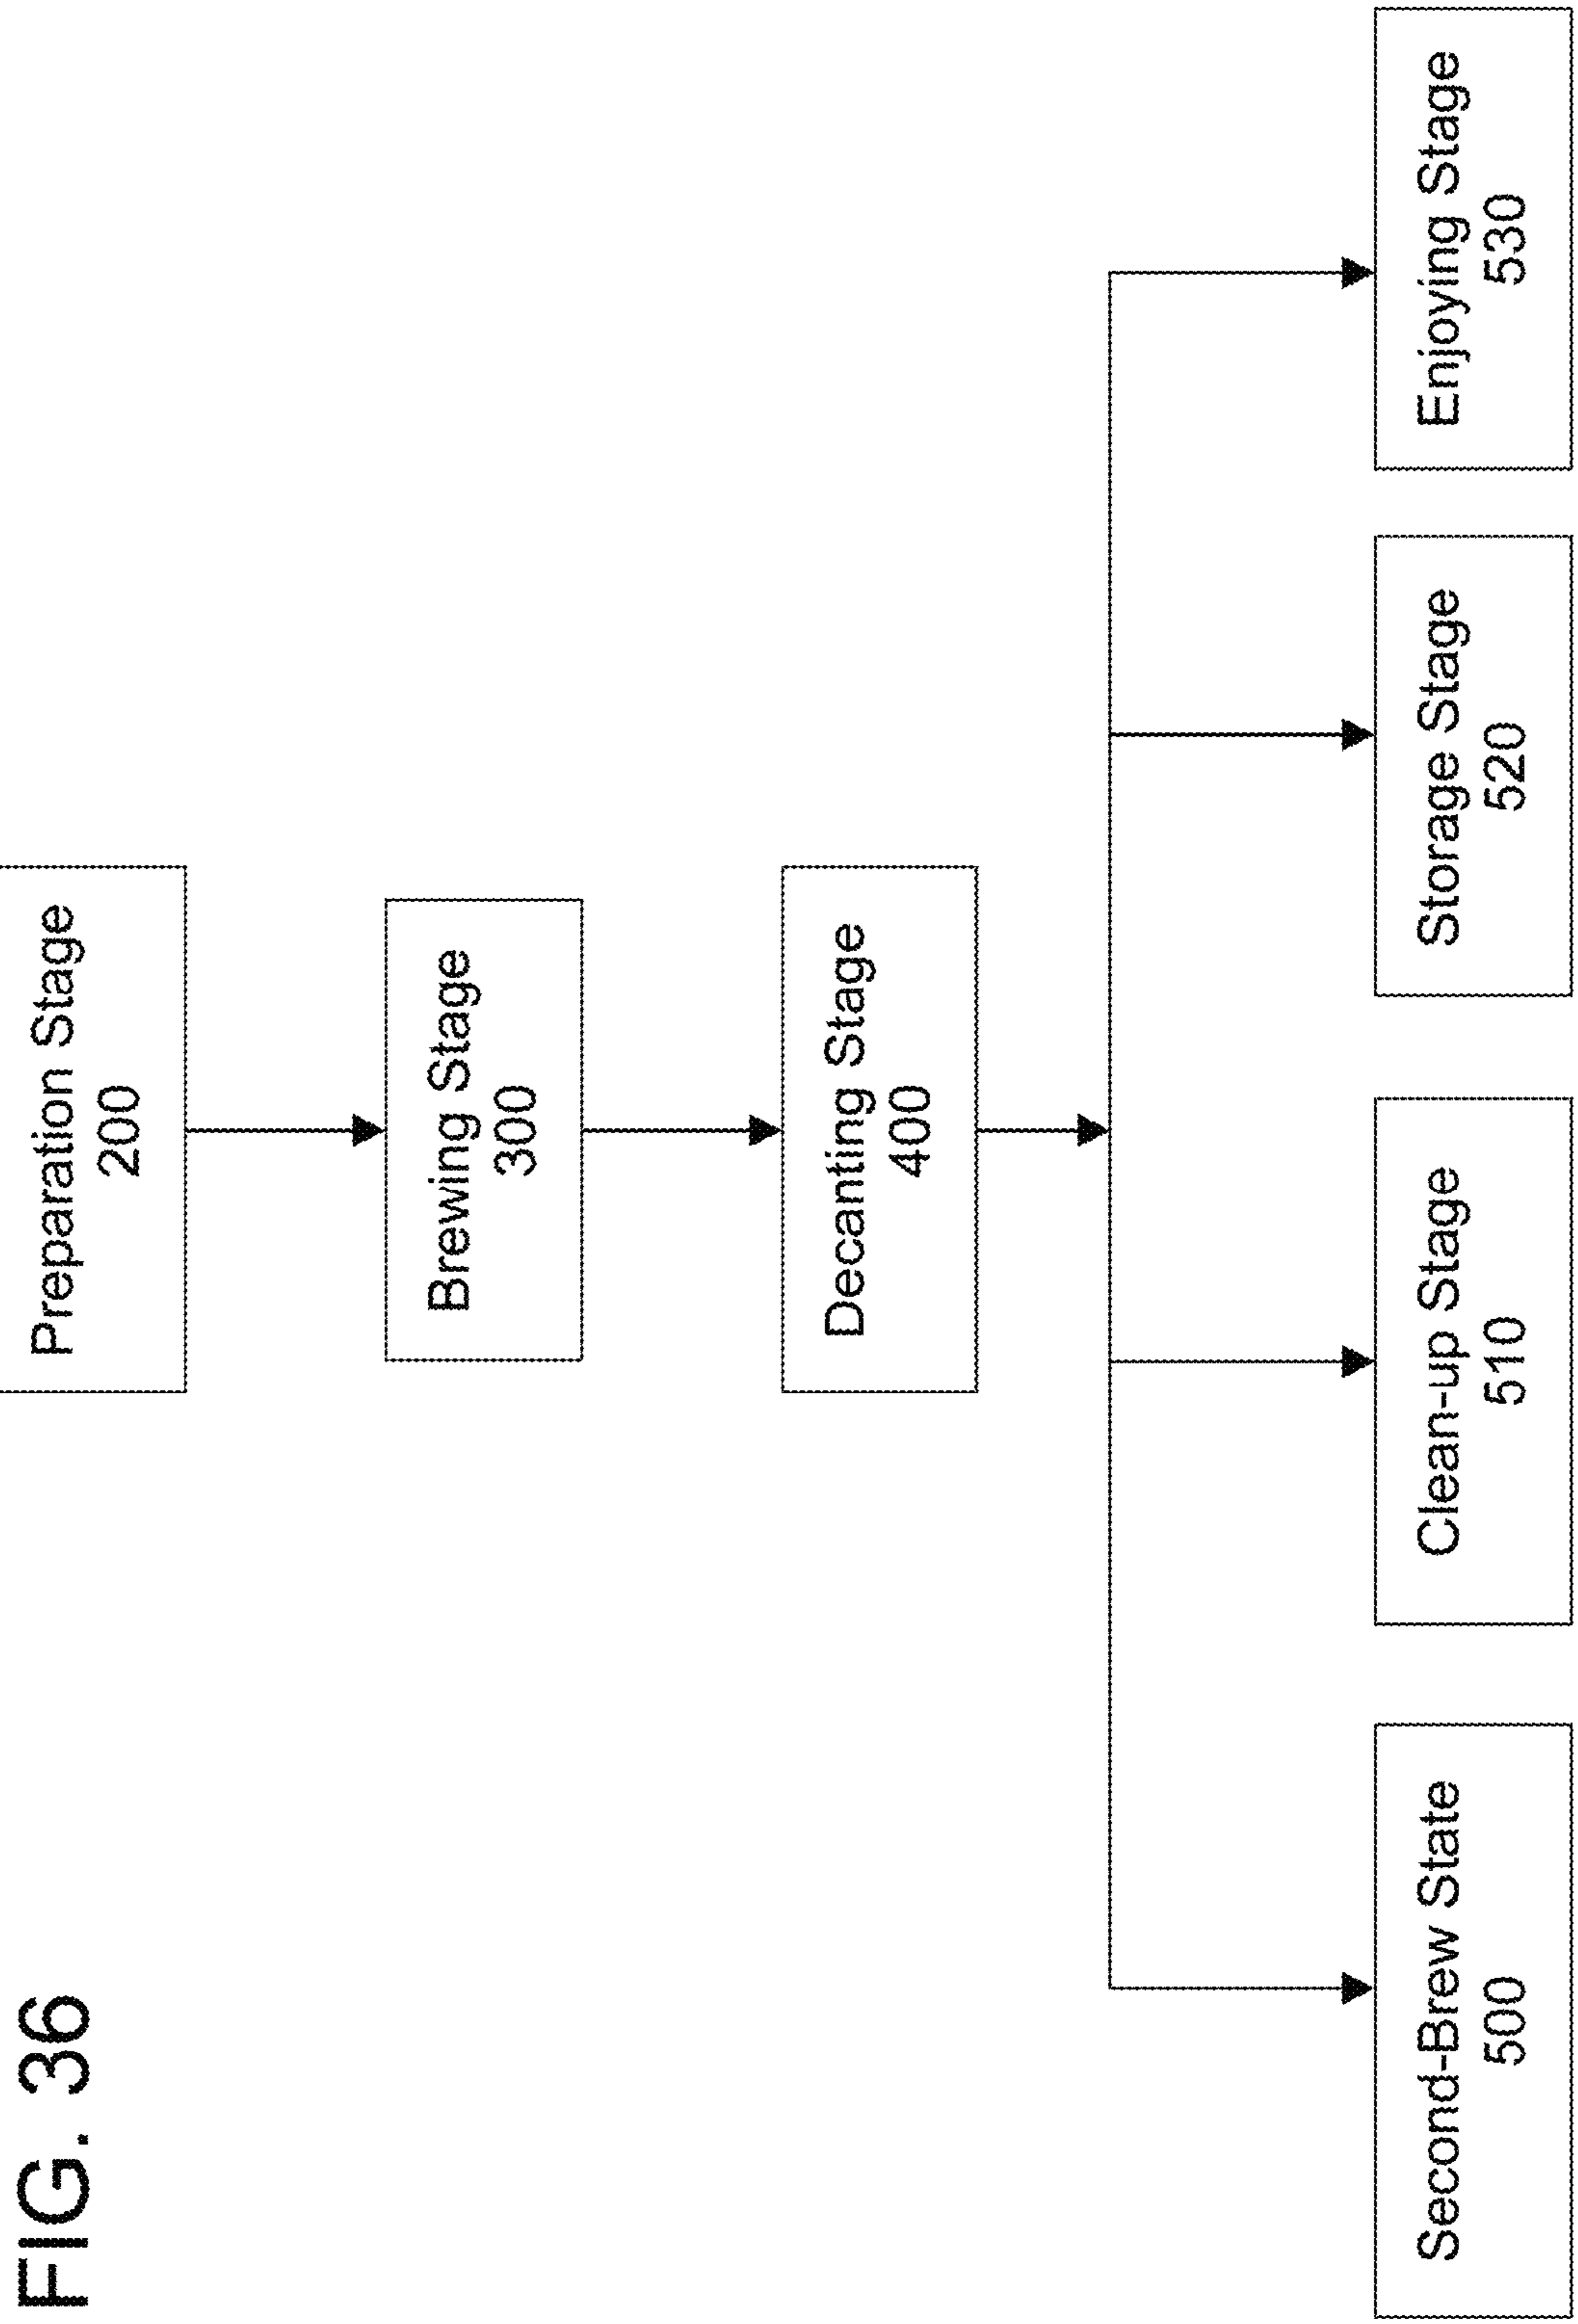 FIG. 36
Preparation Stage
200
Brewing Stage
300
Decanting Stage
400
Second-Brew State
500
Clean-up Stage
510
Storage Stage
520
Enjoying Stage
530